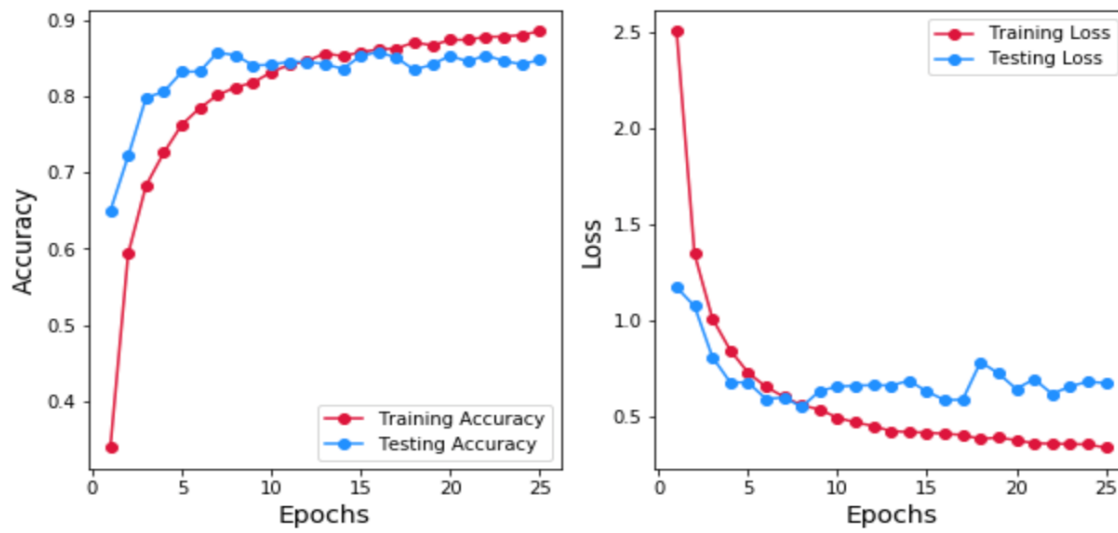 0.9
0.8
0.7
0.6
0.5
0.4
Accuracy
Training Accuracy
Testing Accuracy
0 5 10 15 20 25
Epochs
2.5
2.0
1.5
1.0
0.5
Loss
Training Loss
Testing Loss
0 5 10 15 20 25
Epochs